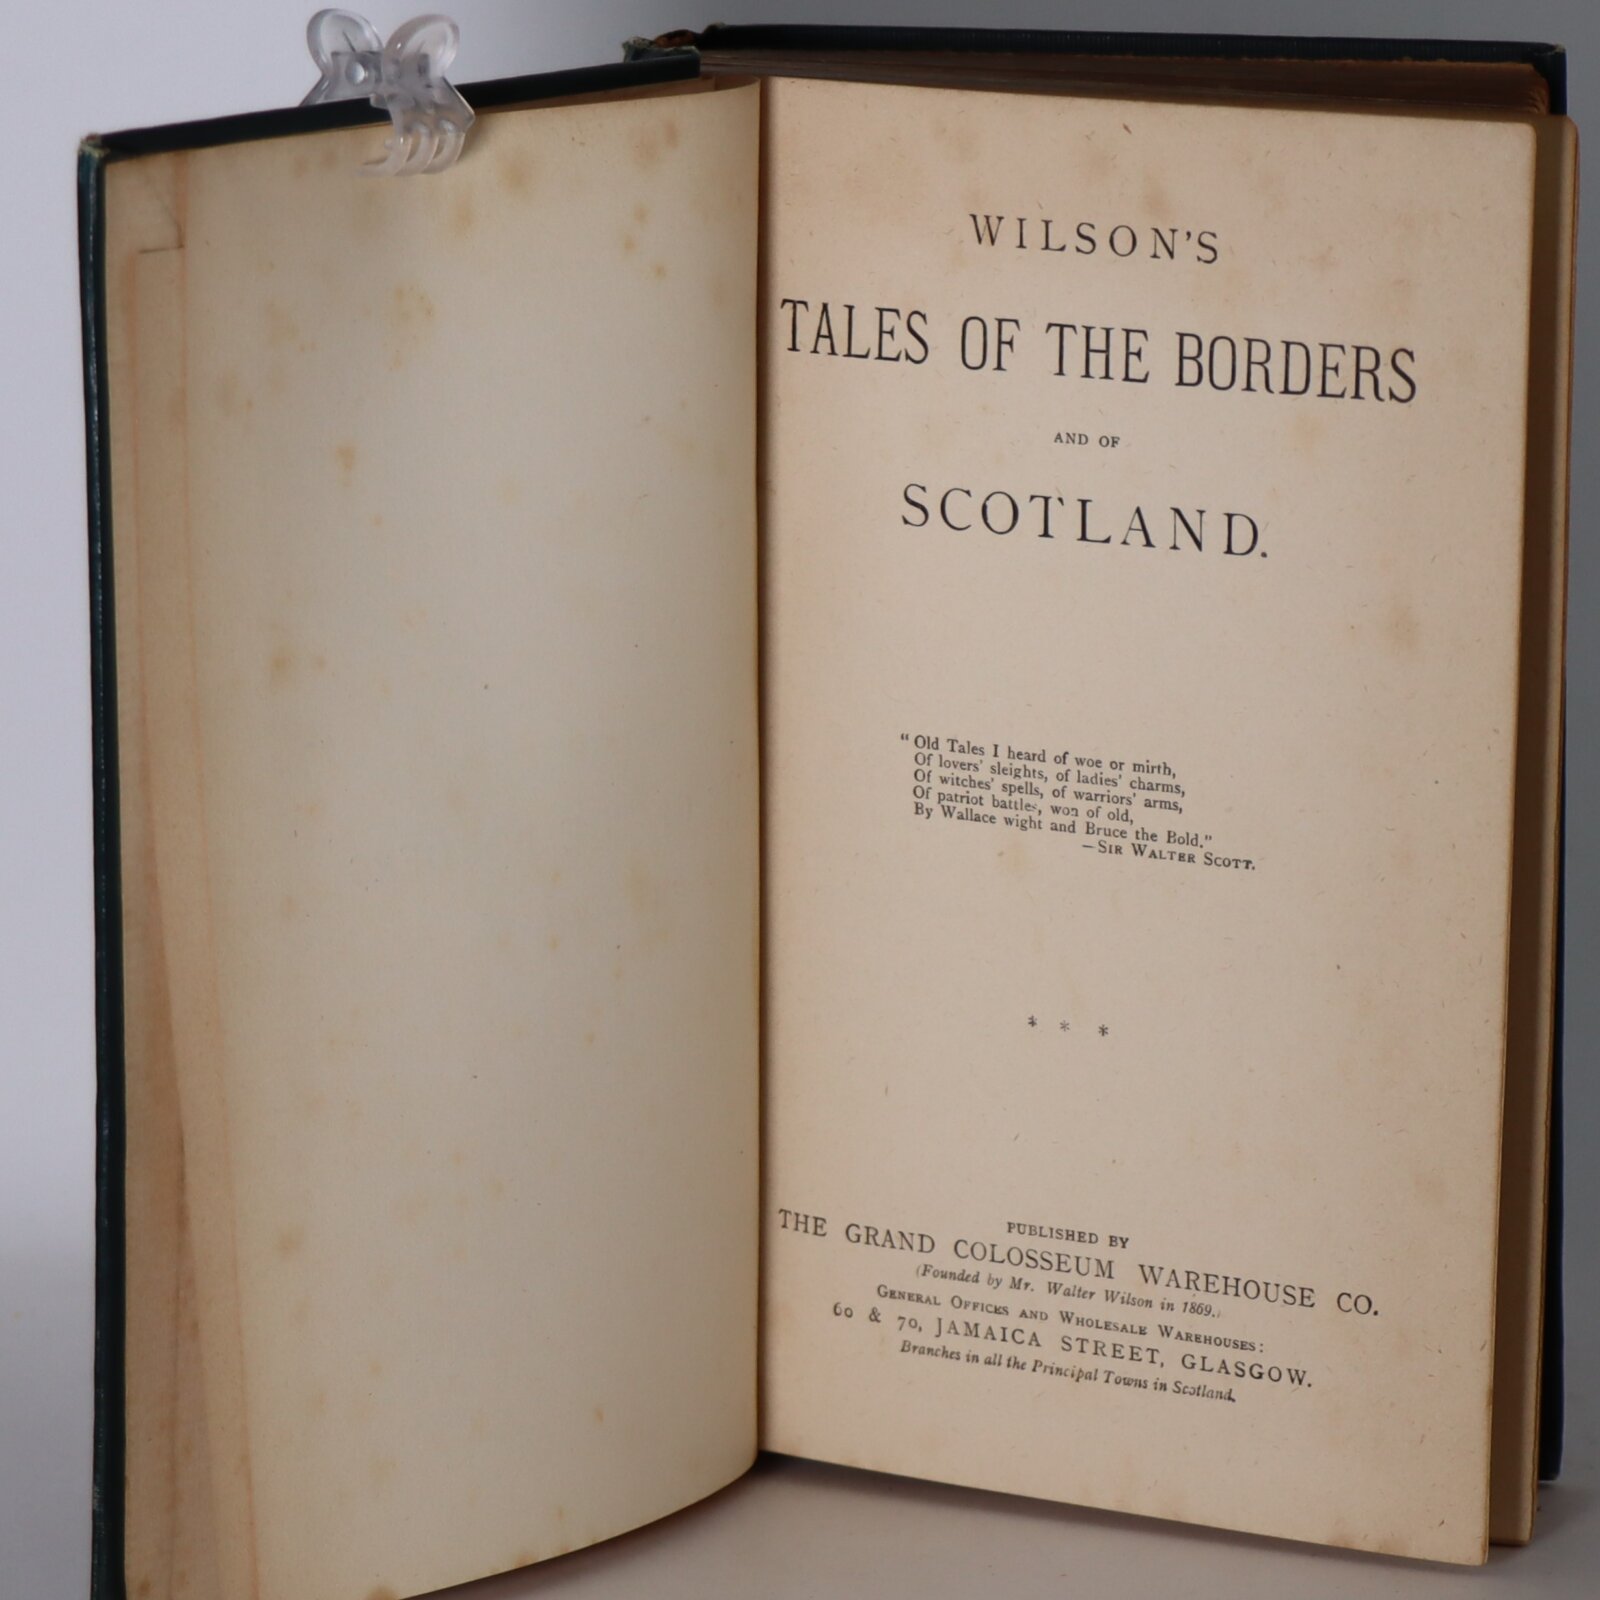 WILSON'S
TALES OF THE BORDERS
AND OF
SCOTLAND.
"Old Tales I heard of woe or mirth,
Of lovers' sleights, of ladies' charms,
Of witches' spells, of warriors' arms,
Of patriot battles, won of old,
By Wallace wight and Bruce the Bold."
—SIR WALTER SCOTT.
* * *
PUBLISHED BY
THE GRAND COLOSSEUM WAREHOUSE CO.
(Founded by Mr. Walter Wilson in 1869.)
GENERAL OFFICES AND WHOLESALE WAREHOUSES:
60 & 70, JAMAICA STREET, GLASGOW.
Branches in all the Principal Towns in Scotland.